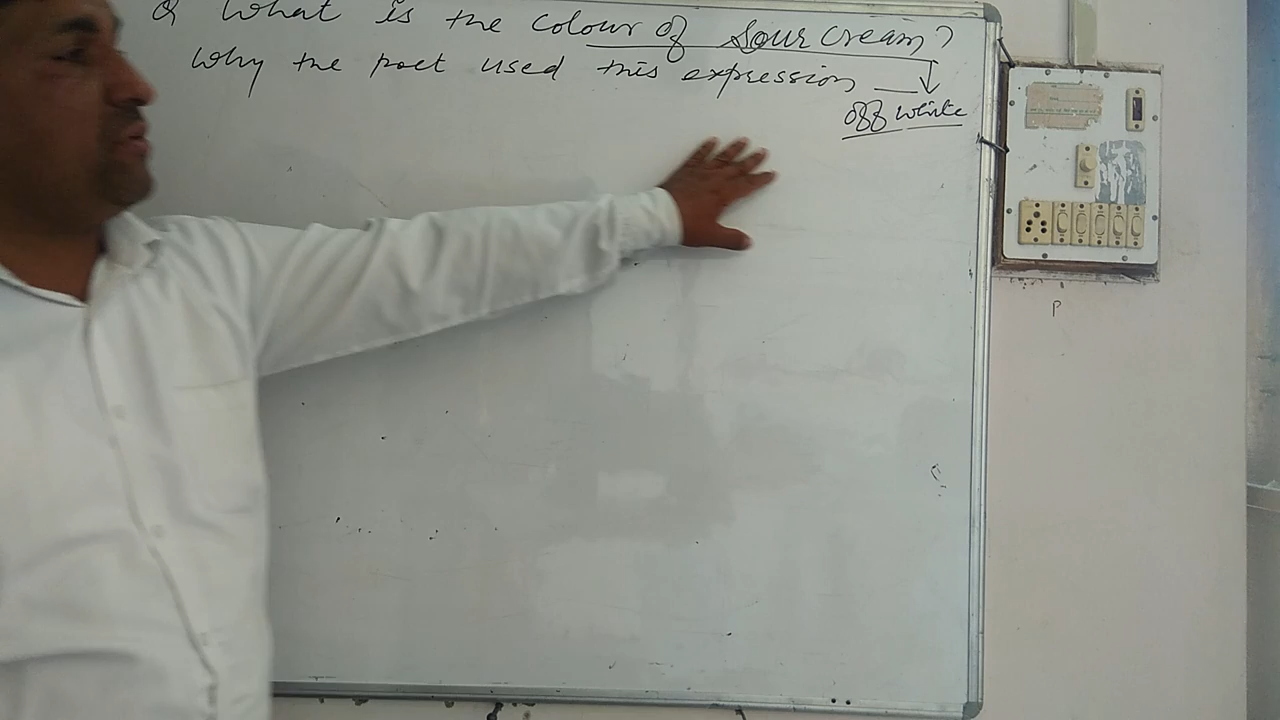 Q What is the colour of Sour cream?
Why the poet used this expression
off white
P